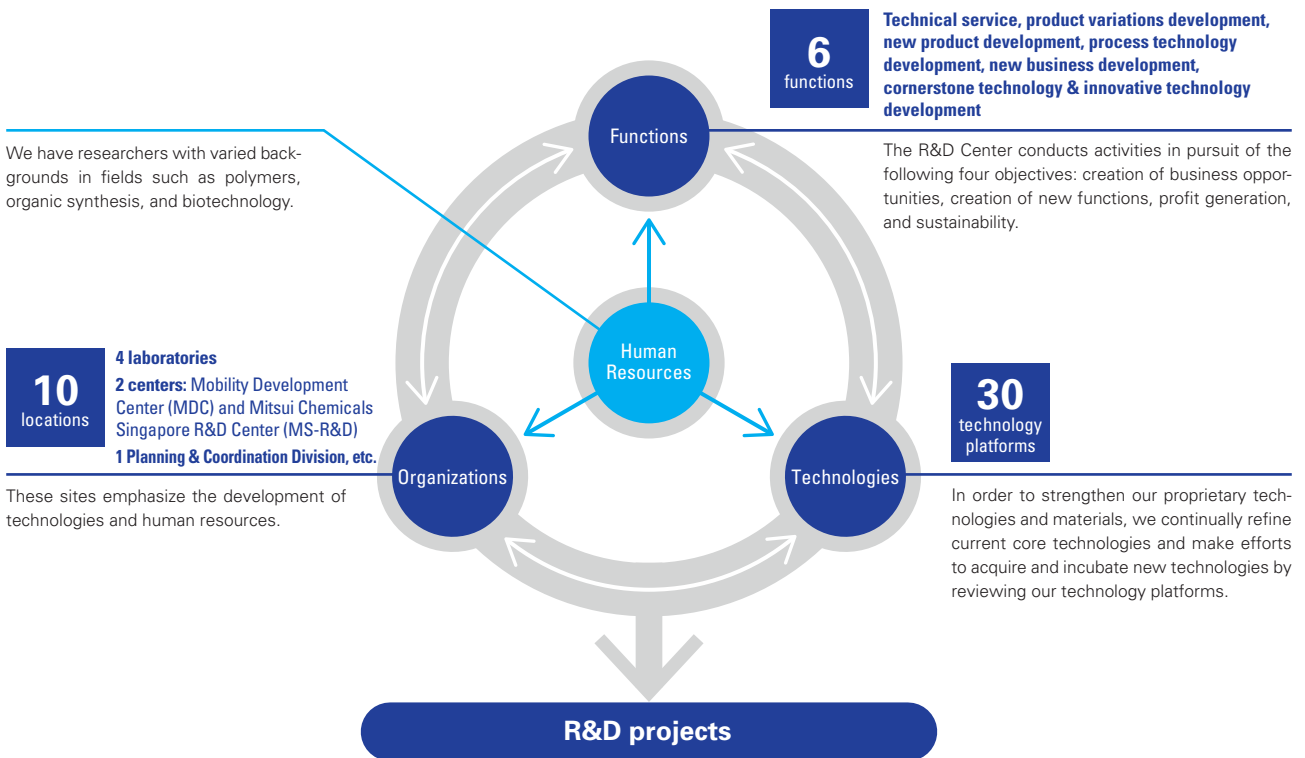 6
functions
Technical service, product variations development,
new product development, process technology
development, new business development,
cornerstone technology & innovative technology
development
The R&D Center conducts activities in pursuit of the
following four objectives: creation of business oppor-
tunities, creation of new functions, profit generation,
and sustainability.
Functions
We have researchers with varied back-
grounds in fields such as polymers,
organic synthesis, and biotechnology.
Human
Resources
10
locations
4 laboratories
2 centers: Mobility Development
Center (MDC) and Mitsui Chemicals
Singapore R&D Center (MS-R&D)
1 Planning & Coordination Division, etc.
These sites emphasize the development of
technologies and human resources.
Organizations
Technologies
30
technology
platforms
In order to strengthen our proprietary tech-
nologies and materials, we continually refine
current core technologies and make efforts
to acquire and incubate new technologies by
reviewing our technology platforms.
R&D projects